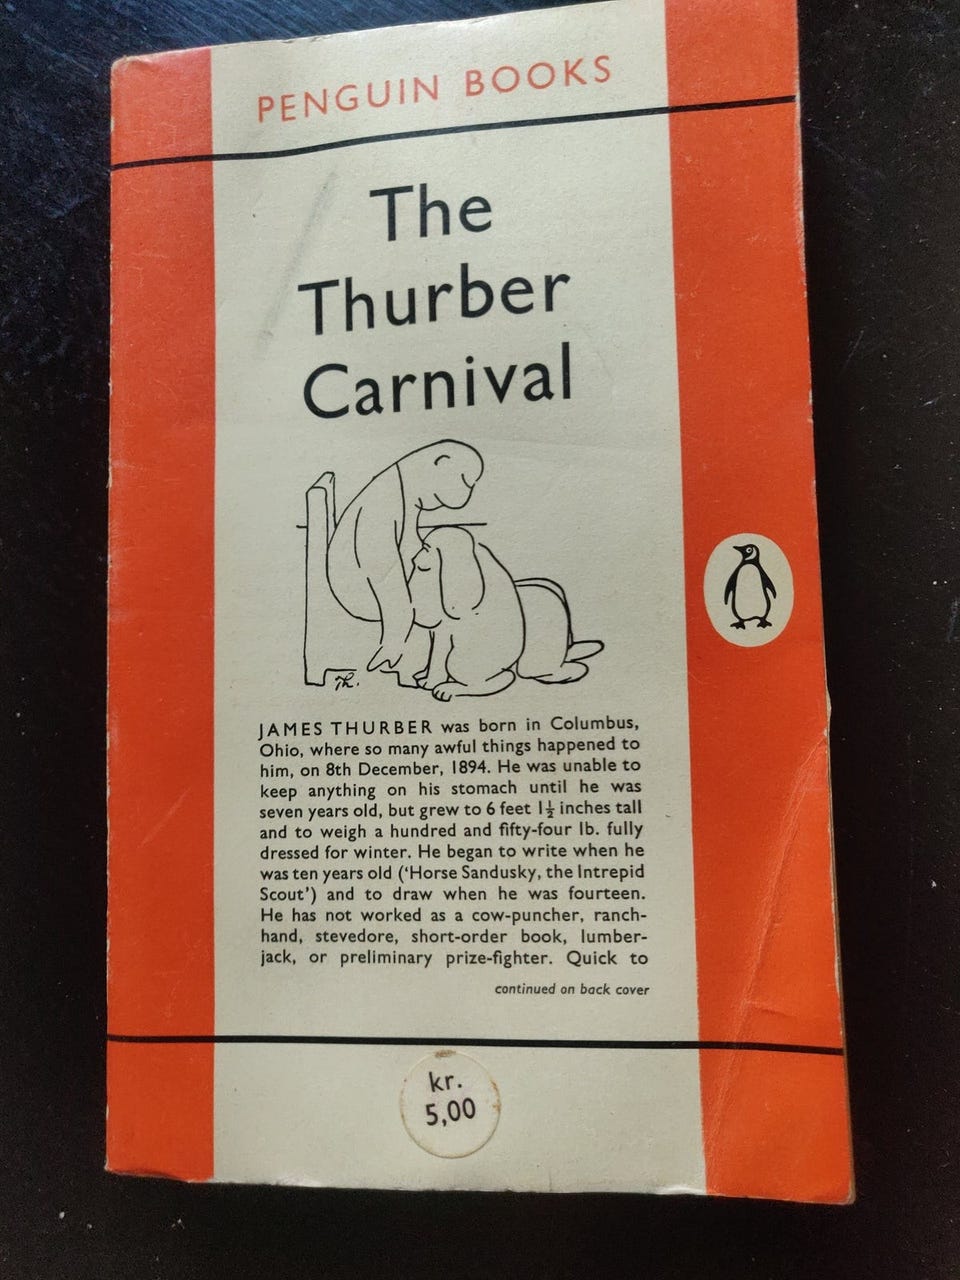 PENGUIN BOOKS
The
Thurber
Carnival
Th.
JAMES THURBER was born in Columbus,
Ohio, where so many awful things happened to
him, on 8th December, 1894. He was unable to
keep anything on his stomach until he was
seven years old, but grew to 6 feet 1½ inches tall
and to weigh a hundred and fifty-four lb. fully
dressed for winter. He began to write when he
was ten years old (‘Horse Sandusky, the Intrepid
Scout’) and to draw when he was fourteen.
He has not worked as a cow-puncher, ranch-
hand, stevedore, short-order book, lumber-
jack, or preliminary prize-fighter. Quick to
continued on back cover
kr.
5,00